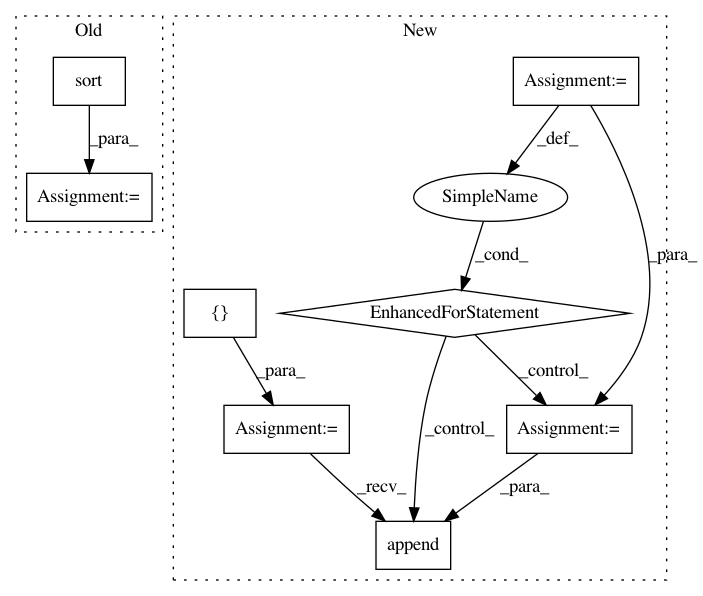 Old
New
sort
Assignment:=
_para_
_def_
Assignment:=
SimpleName
_cond_
_para_
{}
EnhancedForStatement
_para_
_control_
_control_
Assignment:=
Assignment:=
_recv_
_para_
append